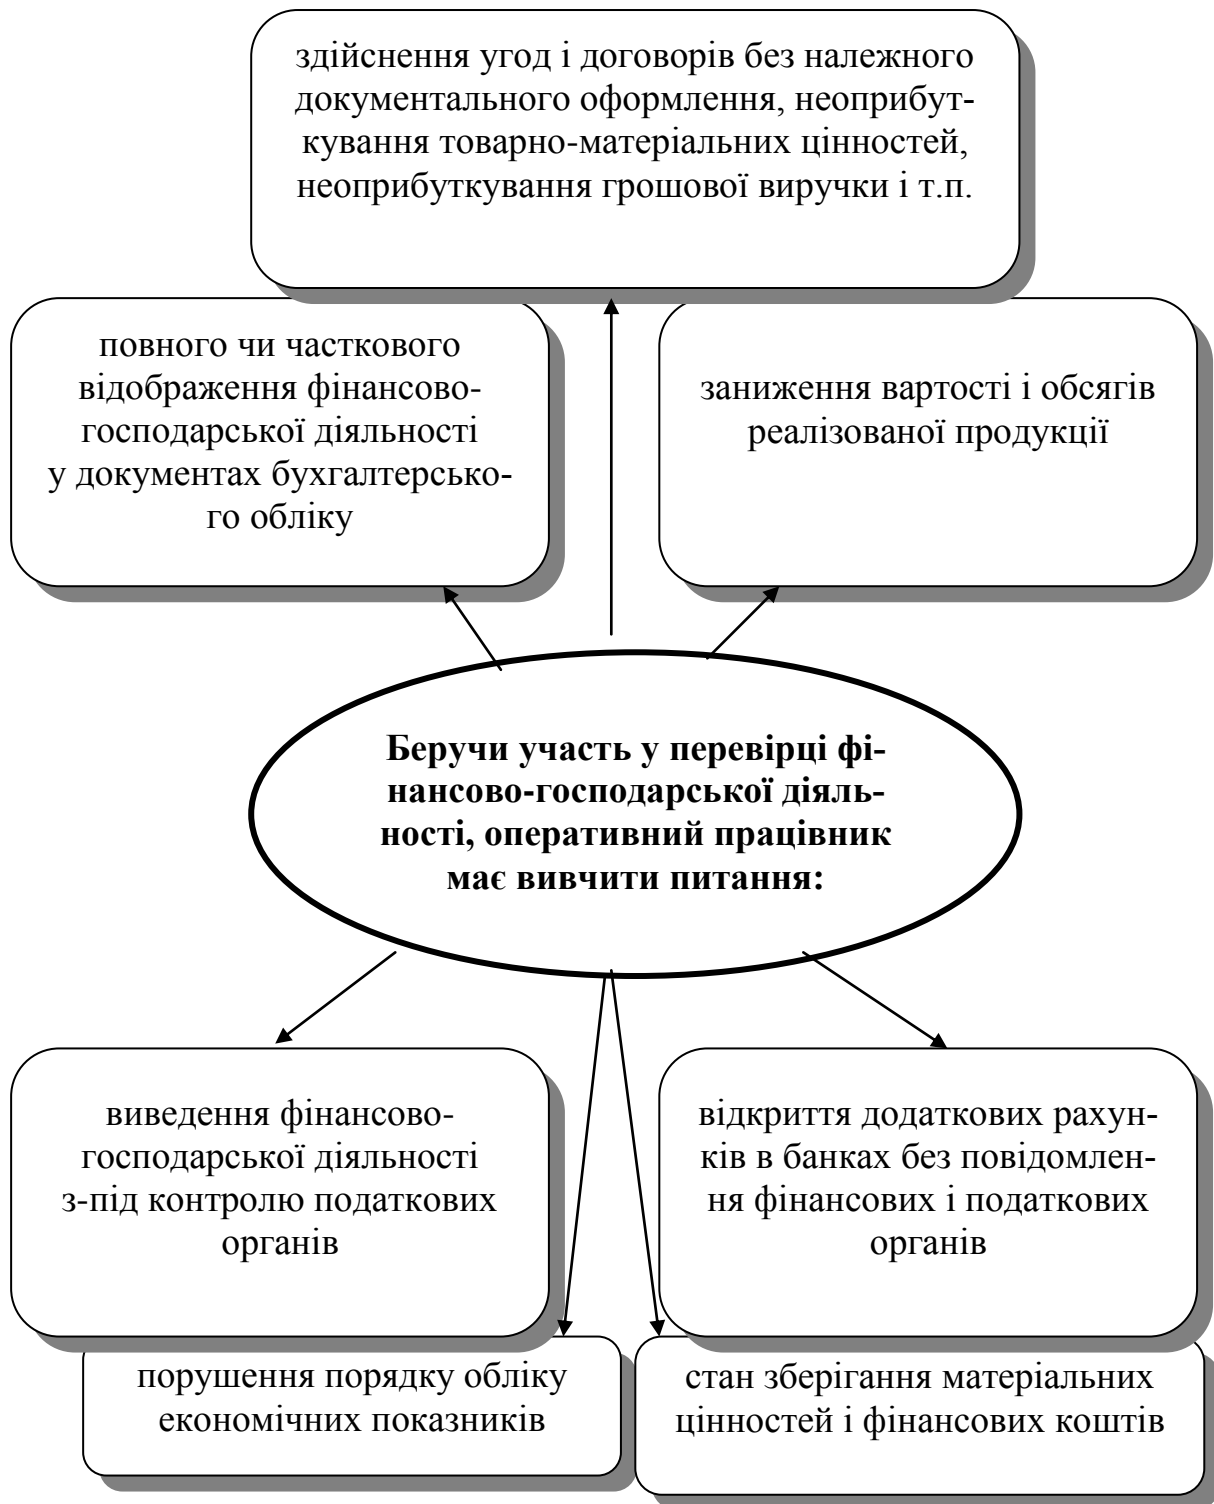 здійснення угод і договорів без належного
документального оформлення, неоприбут-
кування товарно-матеріальних цінностей,
неоприбуткування грошової виручки і т.п.
повного чи часткового
відображення фінансово-
господарської діяльності
у документах бухгалтерсько-
го обліку
заниження вартості і обсягів
реалізованої продукції
Беручи участь у перевірці фі-
нансово-господарської діяль-
ності, оперативний працівник
має вивчити питання:
виведення фінансово-
господарської діяльності
з-під контролю податкових
органів
відкриття додаткових рахун-
ків в банках без повідомлен-
ня фінансових і податкових
органів
порушення порядку обліку
економічних показників
стан зберігання матеріальних
цінностей і фінансових коштів